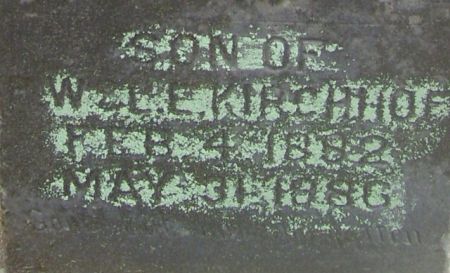 SON OF
W. & L.E. KIRCHHOF
FEB. 4 1882
MAY 31 1886